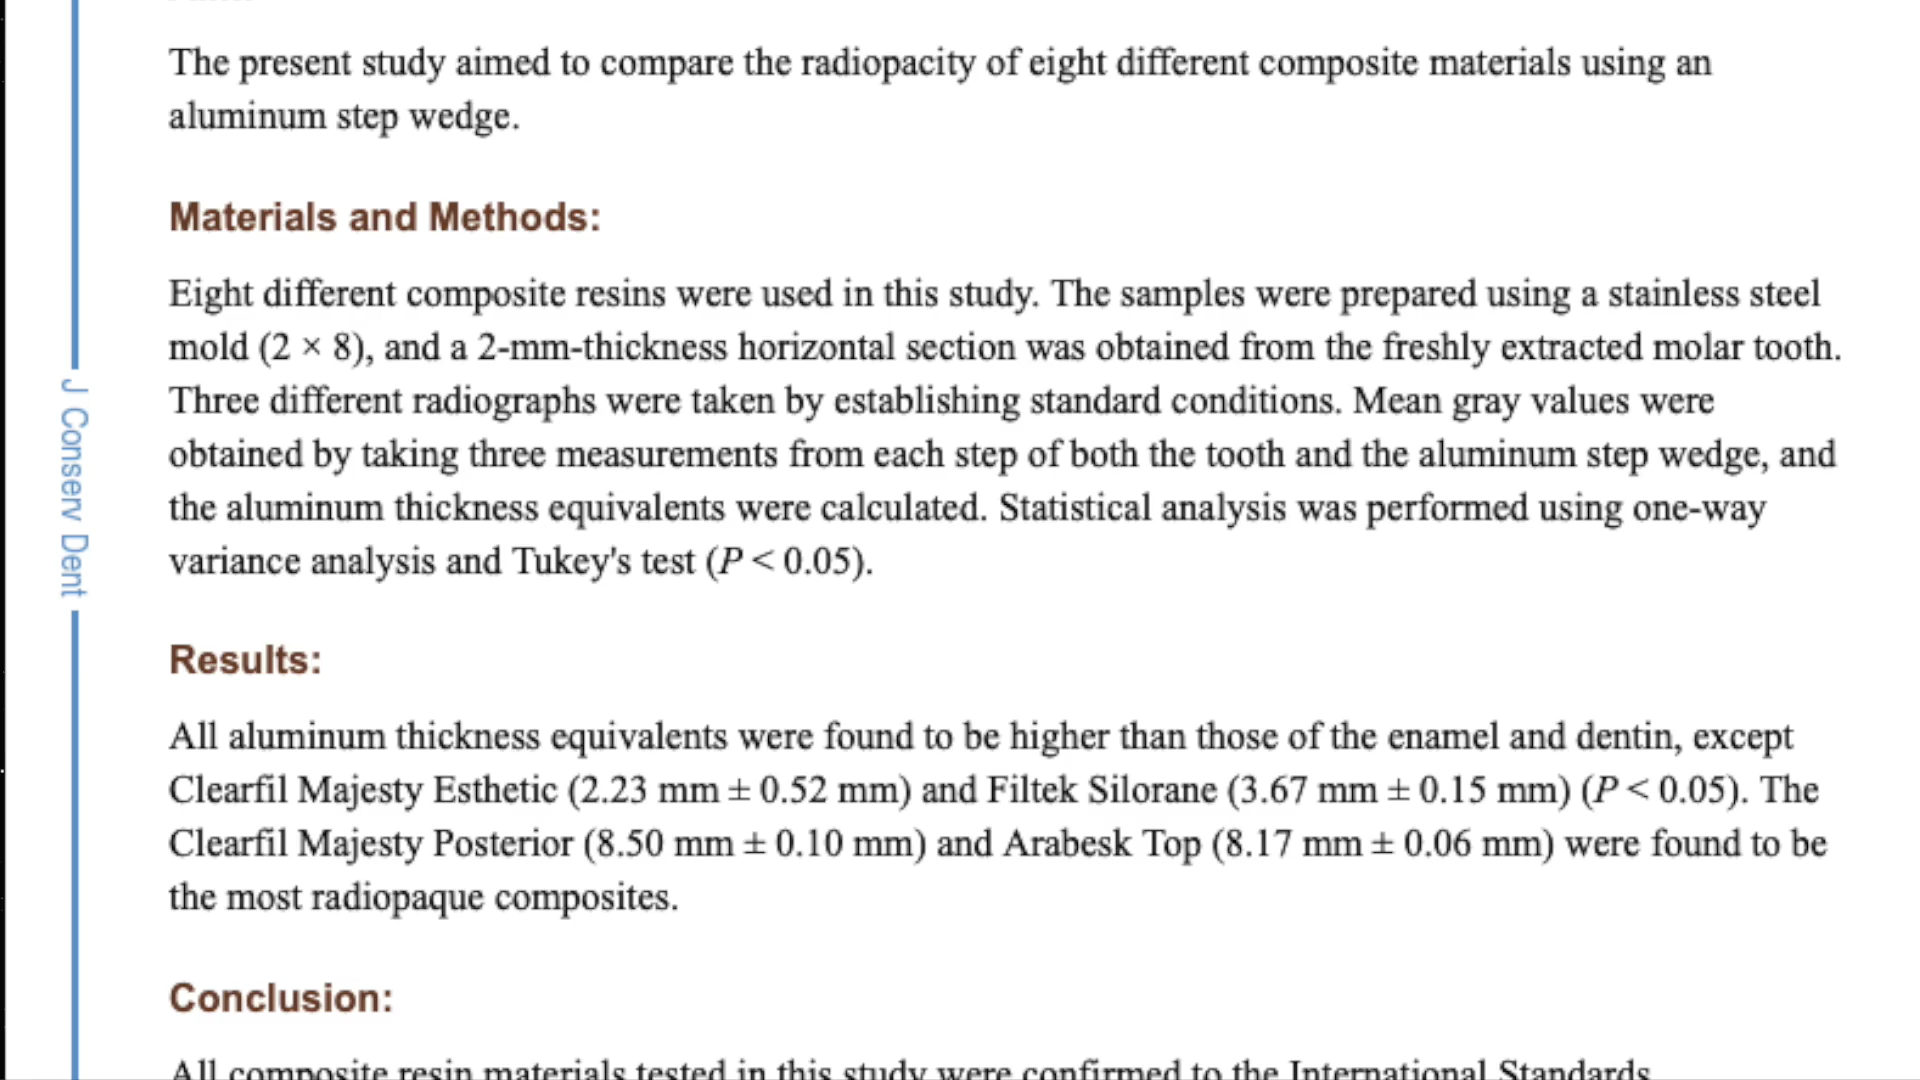 The present study aimed to compare the radiopacity of eight different composite materials using an
aluminum step wedge.
Materials and Methods:
Eight different composite resins were used in this study. The samples were prepared using a stainless steel
mold (2 × 8), and a 2-mm-thickness horizontal section was obtained from the freshly extracted molar tooth.
Three different radiographs were taken by establishing standard conditions. Mean gray values were
obtained by taking three measurements from each step of both the tooth and the aluminum step wedge, and
the aluminum thickness equivalents were calculated. Statistical analysis was performed using one-way
variance analysis and Tukey's test (P < 0.05).
Results:
All aluminum thickness equivalents were found to be higher than those of the enamel and dentin, except
Clearfil Majesty Esthetic (2.23 mm ± 0.52 mm) and Filtek Silorane (3.67 mm ± 0.15 mm) (P < 0.05). The
Clearfil Majesty Posterior (8.50 mm ± 0.10 mm) and Arabesk Top (8.17 mm ± 0.06 mm) were found to be
the most radiopaque composites.
Conclusion:
All composite resin materials tested in this study were confirmed to the International Standards
J Conserv Dent